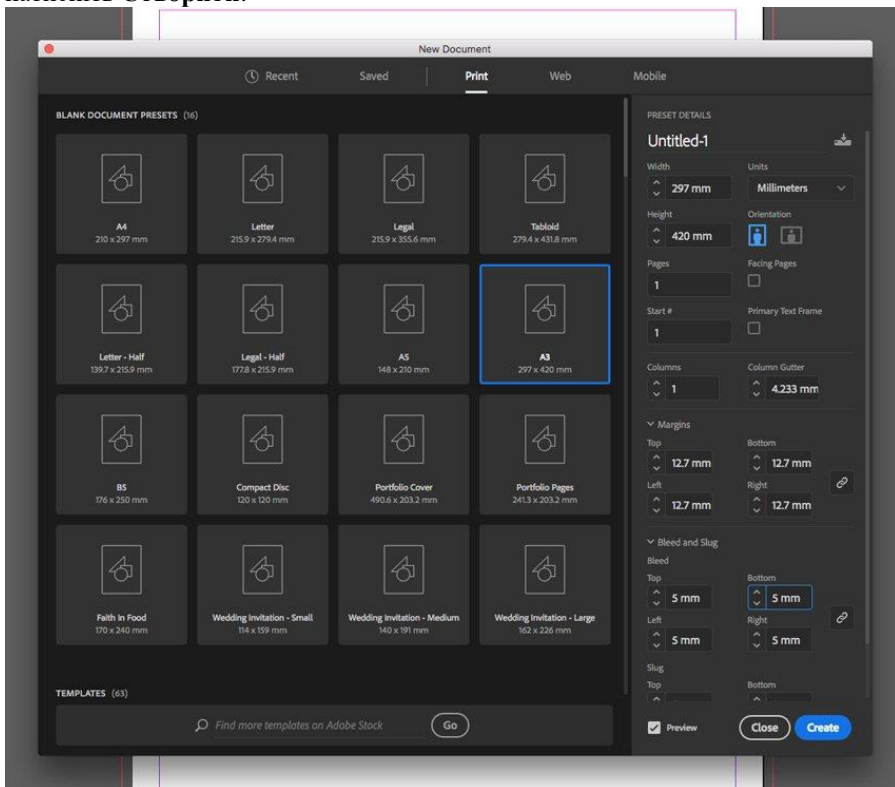 New Document
Recent Saved Print Web Mobile
BLANK DOCUMENT PRESETS (16)
A4
210 x 297 mm
Letter
215.9 x 279.4 mm
Legal
215.9 x 355.6 mm
Tabloid
279.4 x 431.8 mm
Letter - Half
139.7 x 215.9 mm
Legal - Half
177.8 x 215.9 mm
A5
148 x 210 mm
A3
297 x 420 mm
B5
176 x 250 mm
Compact Disc
120 x 120 mm
Portfolio Cover
490.6 x 203.2 mm
Portfolio Pages
241.3 x 203.2 mm
Faith In Food
170 x 240 mm
Wedding Invitation - Small
114 x 159 mm
Wedding Invitation - Medium
140 x 191 mm
Wedding Invitation - Large
162 x 226 mm
TEMPLATES (63)
Find more templates on Adobe Stock
Go
PRESET DETAILS
Untitled-1
Width Units
297 mm Millimeters
Height Orientation
420 mm
Pages Facing Pages
1
Start # Primary Text Frame
1
Columns Column Gutter
1 4.233 mm
Margins
Top Bottom
12.7 mm 12.7 mm
Left Right
12.7 mm 12.7 mm
Bleed and Slug
Bleed
Top Bottom
5 mm 5 mm
Left Right
5 mm 5 mm
Slug
Top Bottom
Preview Close Create